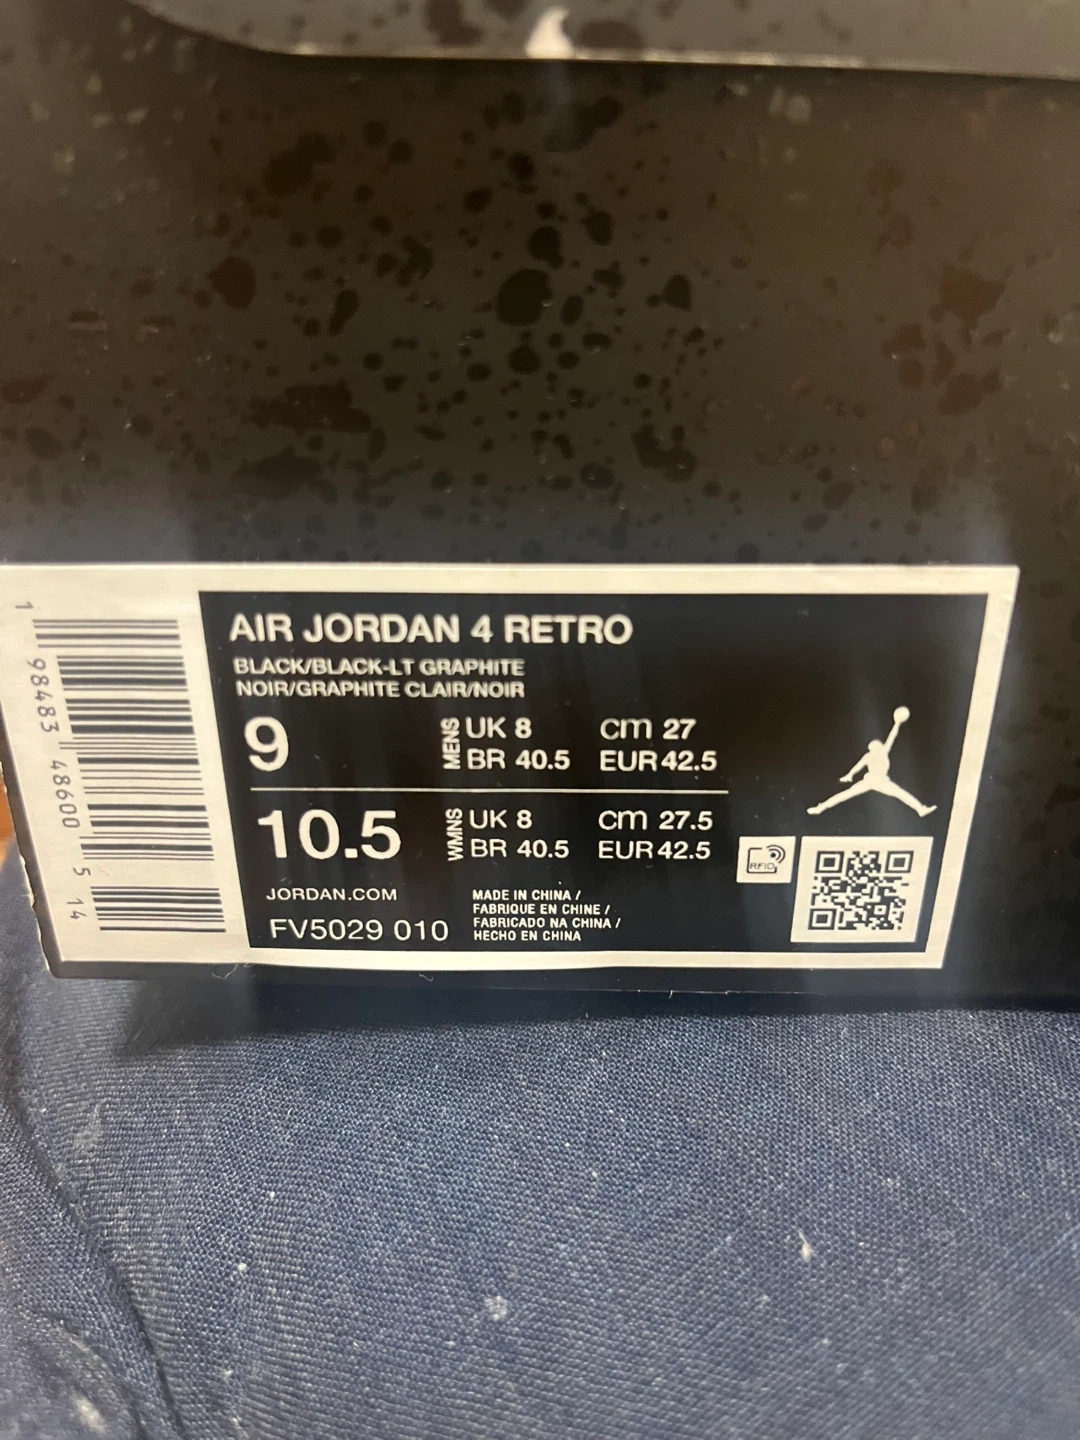 AIR JORDAN 4 RETRO
BLACK/BLACK-LT GRAPHITE
NOIR/GRAPHITE CLAIR/NOIR
9
MENS
UK 8
cm 27
BR 40.5
EUR 42.5
10.5
WMNS
UK 8
cm 27.5
BR 40.5
EUR 42.5
JORDAN.COM
FV5029 010
MADE IN CHINA /
FABRIQUE EN CHINE /
FABRICADO NA CHINA /
HECHO EN CHINA
RFID
1 98483 48600 5 14